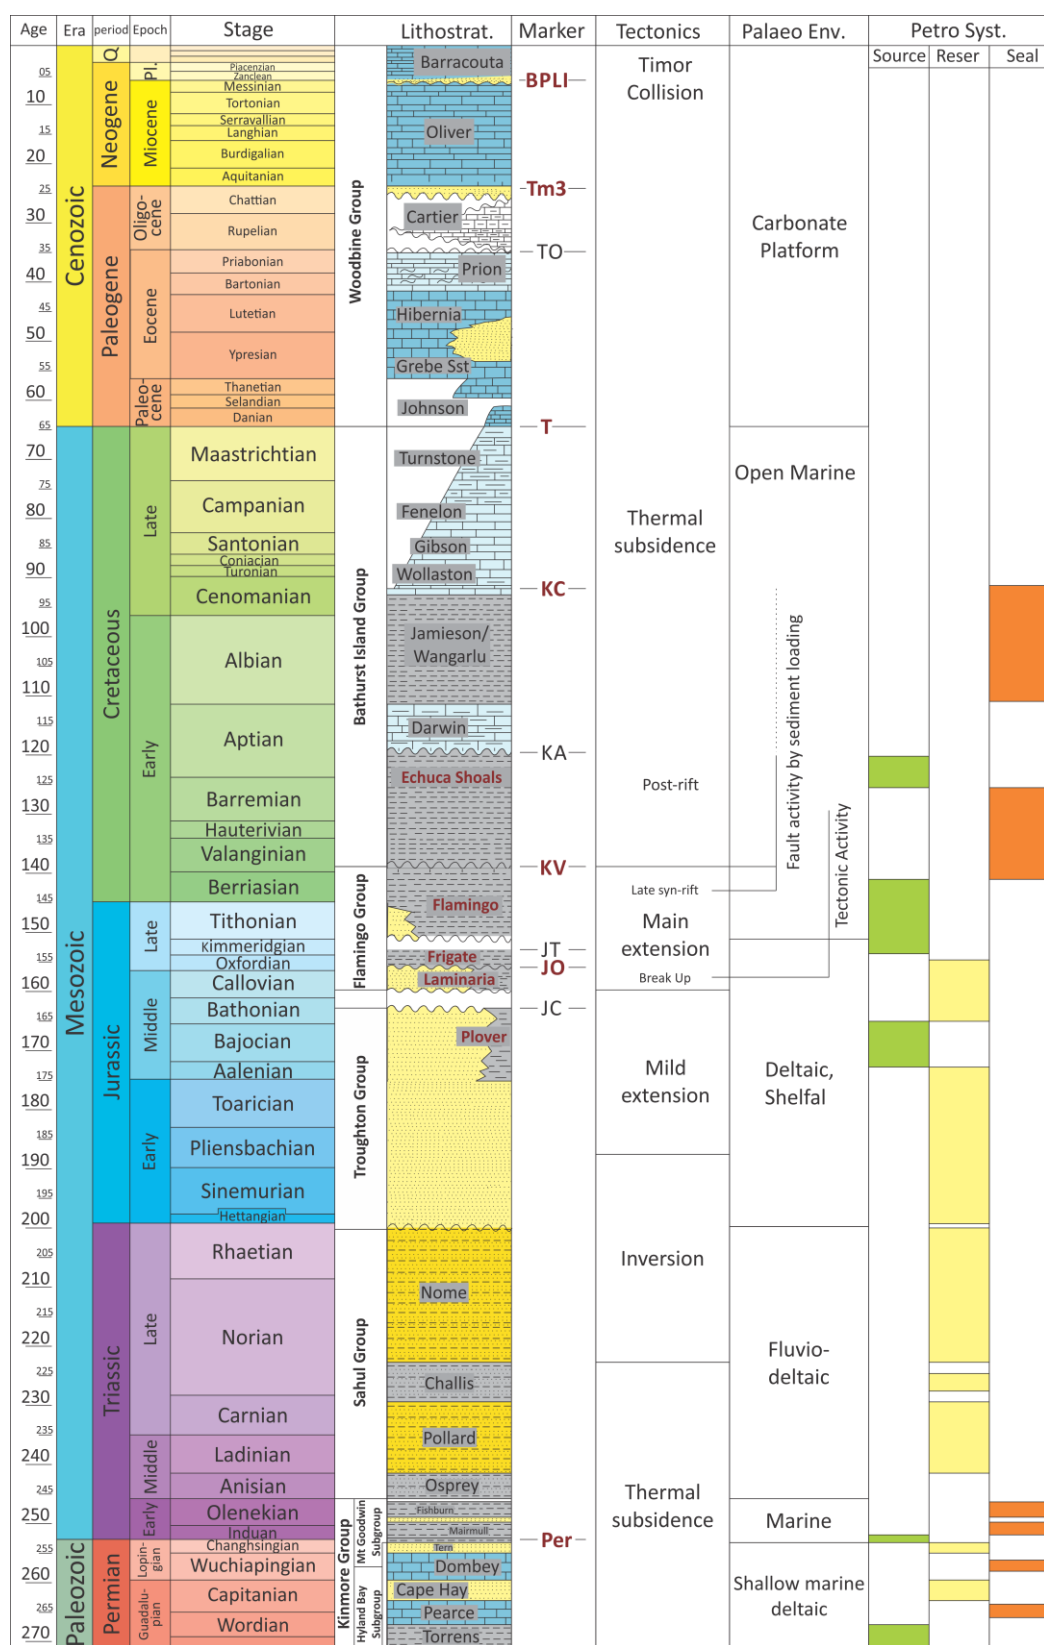 Age Era period Epoch Stage Lithostrat. Marker Tectonics Palaeo Env. Petro Syst.
Source Reser Seal
05
10
15
20
25
30
35
40
45
50
55
60
65
70
75
80
85
90
95
100
105
110
115
120
125
130
135
140
145
150
155
160
165
170
175
180
185
190
195
200
205
210
215
220
225
230
235
240
245
250
255
260
265
270
Cenozoic
Mesozoic
Paleozoic
Q
Neogene
Paleogene
Cretaceous
Jurassic
Triassic
Permian
Pl.
Miocene
Oligo-
cene
Eocene
Paleo-
cene
Late
Early
Late
Middle
Early
Late
Middle
Early
Lopin-
gian
Guadalu-
pian
Piacenzian
Zanclean
Messinian
Tortonian
Serravallian
Langhian
Burdigalian
Aquitanian
Chattian
Rupelian
Priabonian
Bartonian
Lutetian
Ypresian
Thanetian
Selandian
Danian
Maastrichtian
Campanian
Santonian
Coniacian
Turonian
Cenomanian
Albian
Aptian
Barremian
Hauterivian
Valanginian
Berriasian
Tithonian
Kimmeridgian
Oxfordian
Callovian
Bathonian
Bajocian
Aalenian
Toarician
Pliensbachian
Sinemurian
Hettangian
Rhaetian
Norian
Carnian
Ladinian
Anisian
Olenekian
Induan
Changhsingian
Wuchiapingian
Capitanian
Wordian
Woodbine Group
Bathurst Island Group
Flamingo Group
Troughton Group
Sahul Group
Kinmore Group
Mt Goodwin
Subgroup
Hyland Bay
Subgroup
Barracouta
Oliver
Cartier
Prion
Hibernia
Grebe Sst
Johnson
Turnstone
Fenelon
Gibson
Wollaston
Jamieson/
Wangarlu
Darwin
Echuca Shoals
Flamingo
Frigate
Laminaria
Plover
Nome
Challis
Pollard
Osprey
Fishburn
Mairmull
Tern
Dombey
Cape Hay
Pearce
Torrens
BPLI
Tm3
TO
T
KC
KA
KV
JT
JO
JC
Per
Timor
Collision
Thermal
subsidence
Post-rift
Late syn-rift
Main
extension
Break Up
Mild
extension
Inversion
Thermal
subsidence
Carbonate
Platform
Open Marine
Fault activity by sediment loading
Tectonic Activity
Deltaic,
Shelfal
Fluvio-
deltaic
Marine
Shallow marine
deltaic